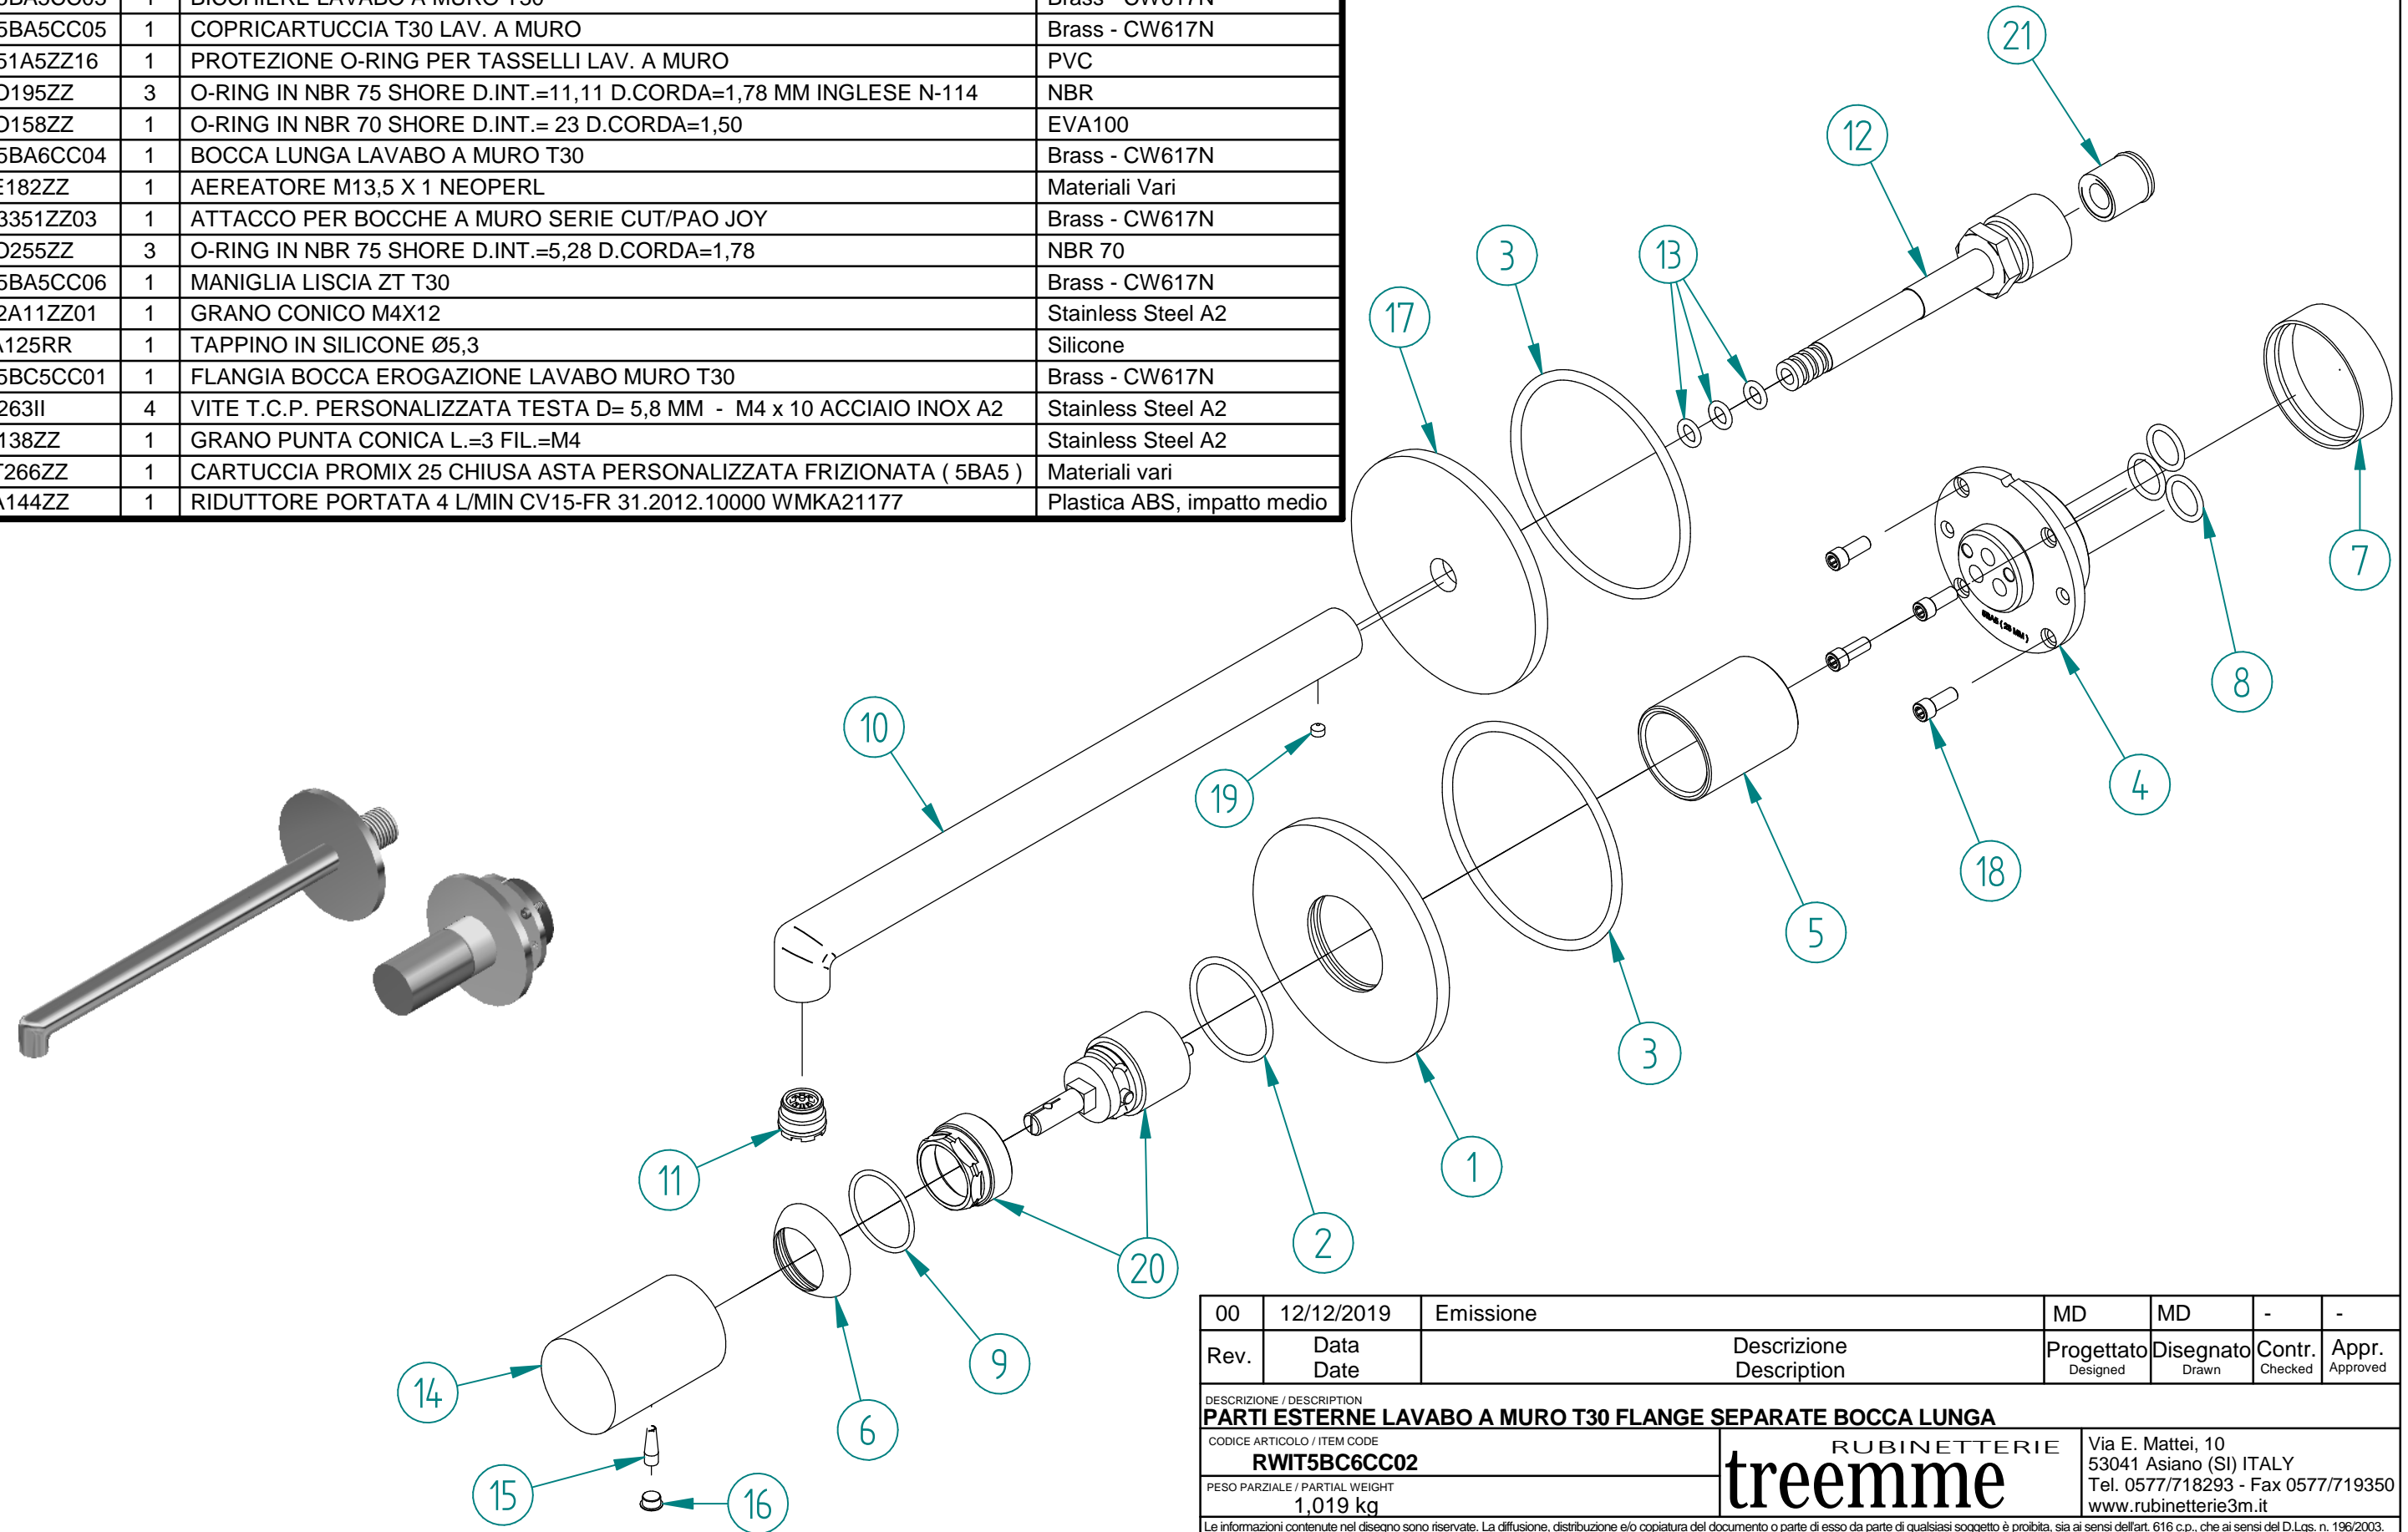 5BA5CC05 1 COPRICARTUCCIA T30 LAV. A MURO Brass - CW617N
51A5ZZ16 1 PROTEZIONE O-RING PER TASSELLI LAV. A MURO PVC
195ZZ 3 O-RING IN NBR 75 SHORE D.INT.=11,11 D.CORDA=1,78 MM INGLESE N-114 NBR
158ZZ 1 O-RING IN NBR 70 SHORE D.INT.= 23 D.CORDA=1,50 EVA100
5BA6CC04 1 BOCCA LUNGA LAVABO A MURO T30 Brass - CW617N
182ZZ 1 AEREATORE M13,5 X 1 NEOPERL Materiali Vari
3351ZZ03 1 ATTACCO PER BOCCHE A MURO SERIE CUT/PAO JOY Brass - CW617N
255ZZ 3 O-RING IN NBR 75 SHORE D.INT.=5,28 D.CORDA=1,78 NBR 70
5BA5CC06 1 MANIGLIA LISCIA ZT T30 Brass - CW617N
2A11ZZ01 1 GRANO CONICO M4X12 Stainless Steel A2
125RR 1 TAPPINO IN SILICONE Ø5,3 Silicone
5BC5CC01 1 FLANGIA BOCCA EROGAZIONE LAVABO MURO T30 Brass - CW617N
263II 4 VITE T.C.P. PERSONALIZZATA TESTA D= 5,8 MM - M4 x 10 ACCIAIO INOX A2 Stainless Steel A2
138ZZ 1 GRANO PUNTA CONICA L.=3 FIL.=M4 Stainless Steel A2
266ZZ 1 CARTUCCIA PROMIX 25 CHIUSA ASTA PERSONALIZZATA FRIZIONATA ( 5BA5 ) Materiali vari
144ZZ 1 RIDUTTORE PORTATA 4 L/MIN CV15-FR 31.2012.10000 WMKA21177 Plastica ABS, impatto medio
21
12
3
13
17
7
8
4
10
19
18
5
3
1
11
2
20
9
14
6
15
16
00 12/12/2019 Emissione MD MD - -
Rev. Data Descrizione Progettato Disegnato Contr. Appr.
Date Description Designed Drawn Checked Approved
DESCRIZIONE / DESCRIPTION
PARTI ESTERNE LAVABO A MURO T30 FLANGE SEPARATE BOCCA LUNGA
CODICE ARTICOLO / ITEM CODE
RWIT5BC6CC02
PESO PARZIALE / PARTIAL WEIGHT
1,019 kg
RUBINETTERIE
treemme
Via E. Mattei, 10
53041 Asiano (SI) ITALY
Tel. 0577/718293 - Fax 0577/719350
www.rubinetterie3m.it
Le informazioni contenute nel disegno sono riservate. La diffusione, distribuzione e/o copiatura del documento o parte di esso da parte di qualsiasi soggetto è proibita, sia ai sensi dell'art. 616 c.p., che ai sensi del D.Lgs. n. 196/2003.